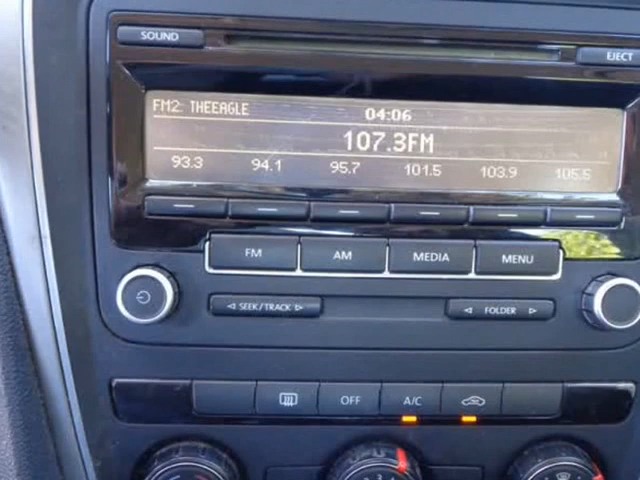 SOUND EJECT
FM2: THEEAGLE 04:06
107.3FM
93.3 94.1 95.7 101.5 103.9 105.5
FM AM MEDIA MENU
SEEK/TRACK FOLDER
OFF A/C